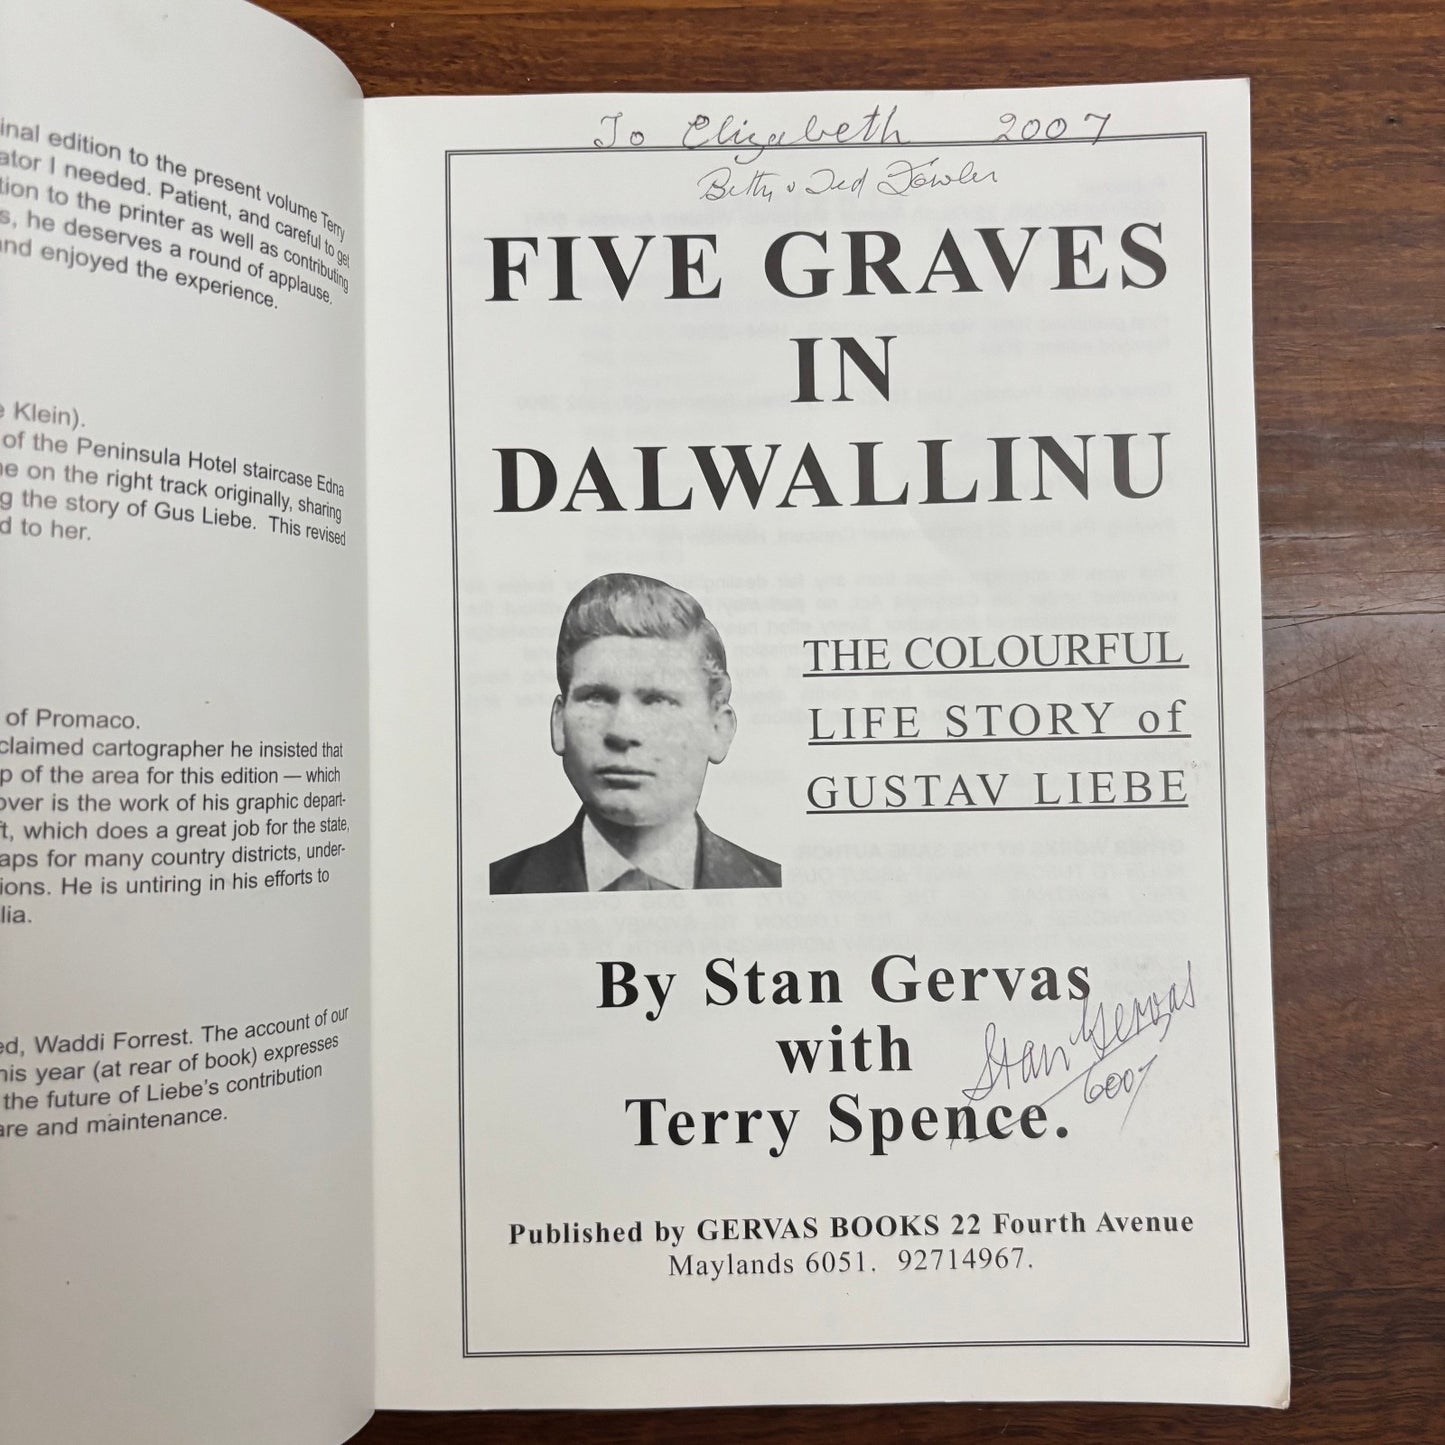 inal edition to the present volume Terry
ator I needed. Patient, and careful to get
tion to the printer as well as contributing
s, he deserves a round of applause.
nd enjoyed the experience.
e Klein).
of the Peninsula Hotel staircase Edna
e on the right track originally, sharing
g the story of Gus Liebe. This revised
d to her.
of Promaco.
claimed cartographer he insisted that
p of the area for this edition — which
over is the work of his graphic depart-
ft, which does a great job for the state,
aps for many country districts, under-
ions. He is untiring in his efforts to
lia.
ed, Waddi Forrest. The account of our
his year (at rear of book) expresses
the future of Liebe's contribution
are and maintenance.
To Elizabeth 2007
Betty & Ted Fowler
FIVE GRAVES
IN
DALWALLINU
THE COLOURFUL
LIFE STORY of
GUSTAV LIEBE
By Stan Gervas
with
Terry Spence.
Stan Gervas
2007
Published by GERVAS BOOKS 22 Fourth Avenue
Maylands 6051. 92714967.